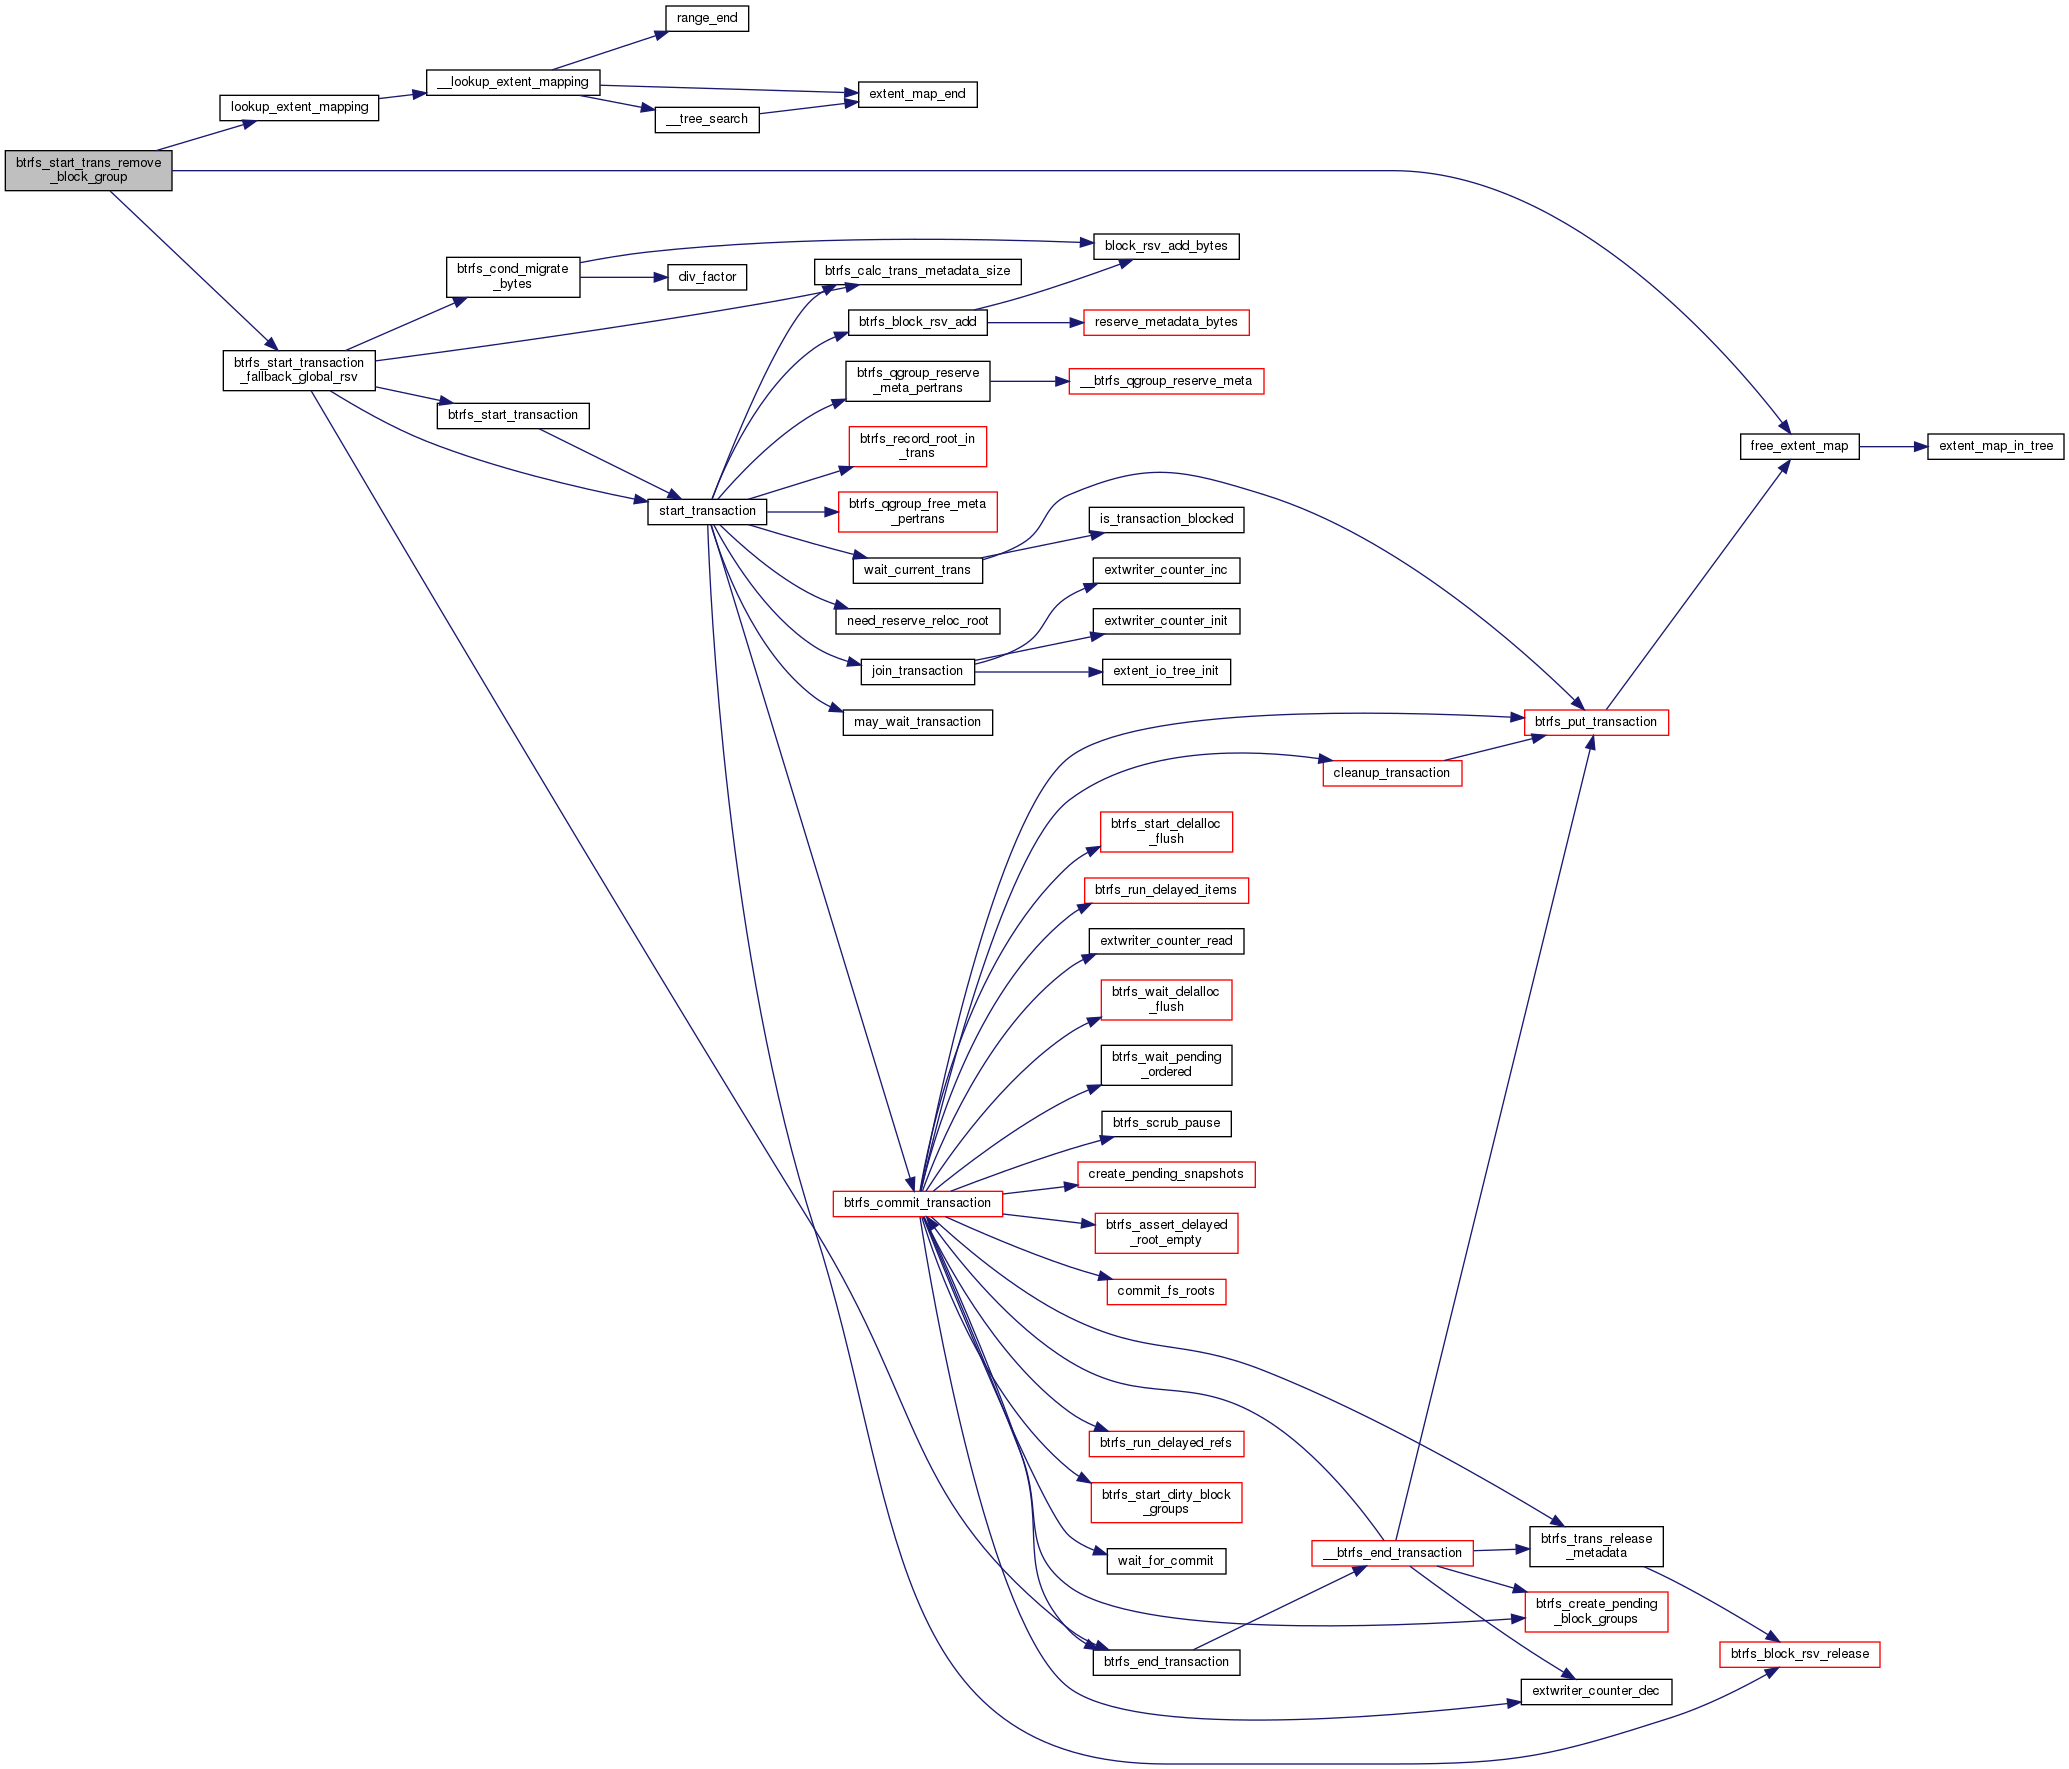 range_end
__lookup_extent_mapping
extent_map_end
lookup_extent_mapping
__tree_search
btrfs_start_trans_remove
_block_group
block_rsv_add_bytes
btrfs_cond_migrate
_bytes
div_factor
btrfs_calc_trans_metadata_size
btrfs_block_rsv_add
reserve_metadata_bytes
btrfs_start_transaction
_fallback_global_rsv
btrfs_qgroup_reserve
_meta_pertrans
__btrfs_qgroup_reserve_meta
btrfs_start_transaction
btrfs_record_root_in
_trans
free_extent_map
extent_map_in_tree
start_transaction
btrfs_qgroup_free_meta
_pertrans
is_transaction_blocked
wait_current_trans
extwriter_counter_inc
need_reserve_reloc_root
extwriter_counter_init
join_transaction
extent_io_tree_init
may_wait_transaction
btrfs_put_transaction
cleanup_transaction
btrfs_start_delalloc
_flush
btrfs_run_delayed_items
extwriter_counter_read
btrfs_wait_delalloc
_flush
btrfs_wait_pending
_ordered
btrfs_scrub_pause
create_pending_snapshots
btrfs_commit_transaction
btrfs_assert_delayed
_root_empty
commit_fs_roots
btrfs_run_delayed_refs
btrfs_start_dirty_block
_groups
wait_for_commit
__btrfs_end_transaction
btrfs_trans_release
_metadata
btrfs_create_pending
_block_groups
btrfs_end_transaction
btrfs_block_rsv_release
extwriter_counter_dec